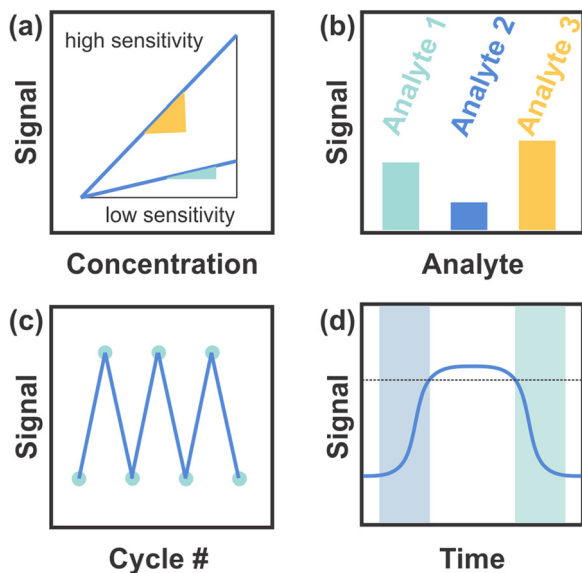 (a)
high sensitivity
low sensitivity
Signal
Concentration
(b)
Analyte 1
Analyte 2
Analyte 3
Signal
Analyte
(c)
Signal
Cycle #
(d)
Signal
Time